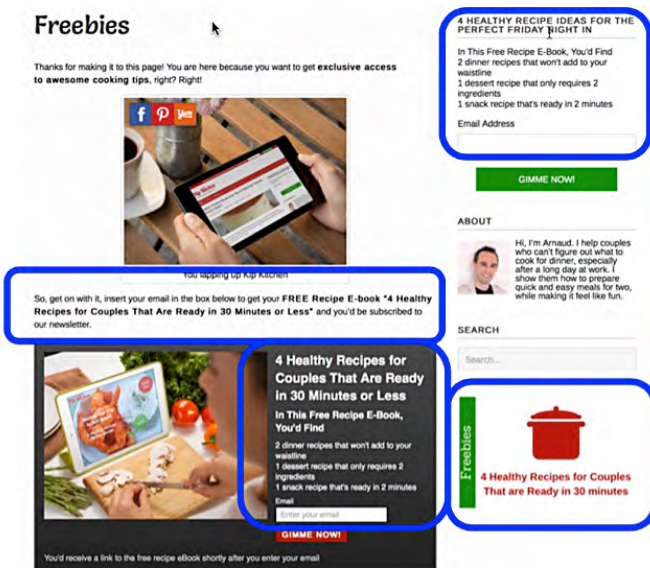 Freebies
Thanks for making it to this page! You are here because you want to get exclusive access
to awesome cooking tips, right? Right!
Yum
You lapping up Kip Kitchen
So, get on with it, insert your email in the box below to get your FREE Recipe E-book "4 Healthy
Recipes for Couples That Are Ready in 30 Minutes or Less" and you'd be subscribed to
our newsletter.
4 Healthy Recipes for
Couples That Are Ready
in 30 Minutes or Less
In This Free Recipe E-Book,
You'd Find
2 dinner recipes that won't add to your
waistline
1 dessert recipe that only requires 2
ingredients
1 snack recipe that's ready in 2 minutes
Email
Enter your email
GIMME NOW!
You'd receive a link to the free recipe eBook shortly after you enter your email
4 HEALTHY RECIPE IDEAS FOR THE
PERFECT FRIDAY NIGHT IN
In This Free Recipe E-Book, You'd Find
2 dinner recipes that won't add to your
waistline
1 dessert recipe that only requires 2
ingredients
1 snack recipe that's ready in 2 minutes
Email Address
GIMME NOW!
ABOUT
Hi, I'm Arnaud. I help couples
who can't figure out what to
cook for dinner, especially
after a long day at work. I
show them how to prepare
quick and easy meals for two,
while making it feel like fun.
SEARCH
Search...
Freebies
4 Healthy Recipes for Couples
That are Ready in 30 minutes